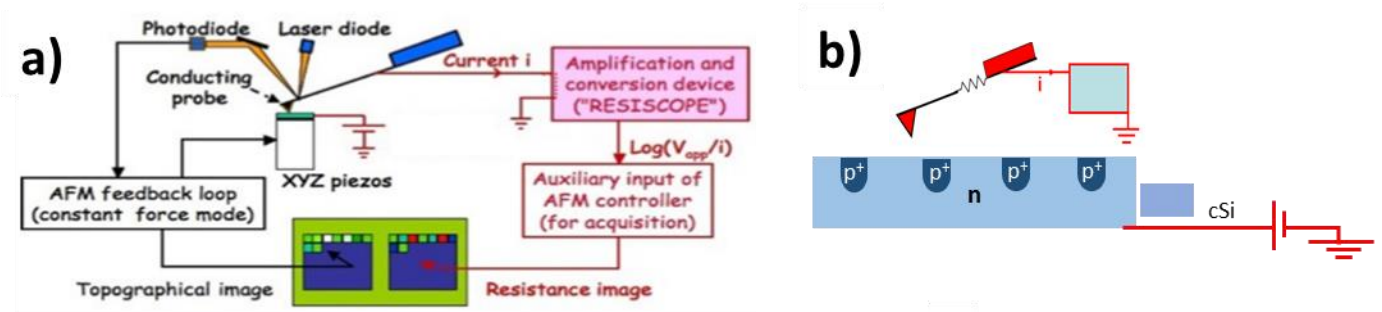 a)
Photodiode
Laser diode
Conducting
probe
Current i
Amplification and
conversion device
("RESISCOPE")
Log(Vapp/i)
XYZ piezos
AFM feedback loop
(constant force mode)
Auxiliary input of
AFM controller
(for acquisition)
Topographical image
Resistance image
b)
i
p+
p+
p+
p+
n
cSi